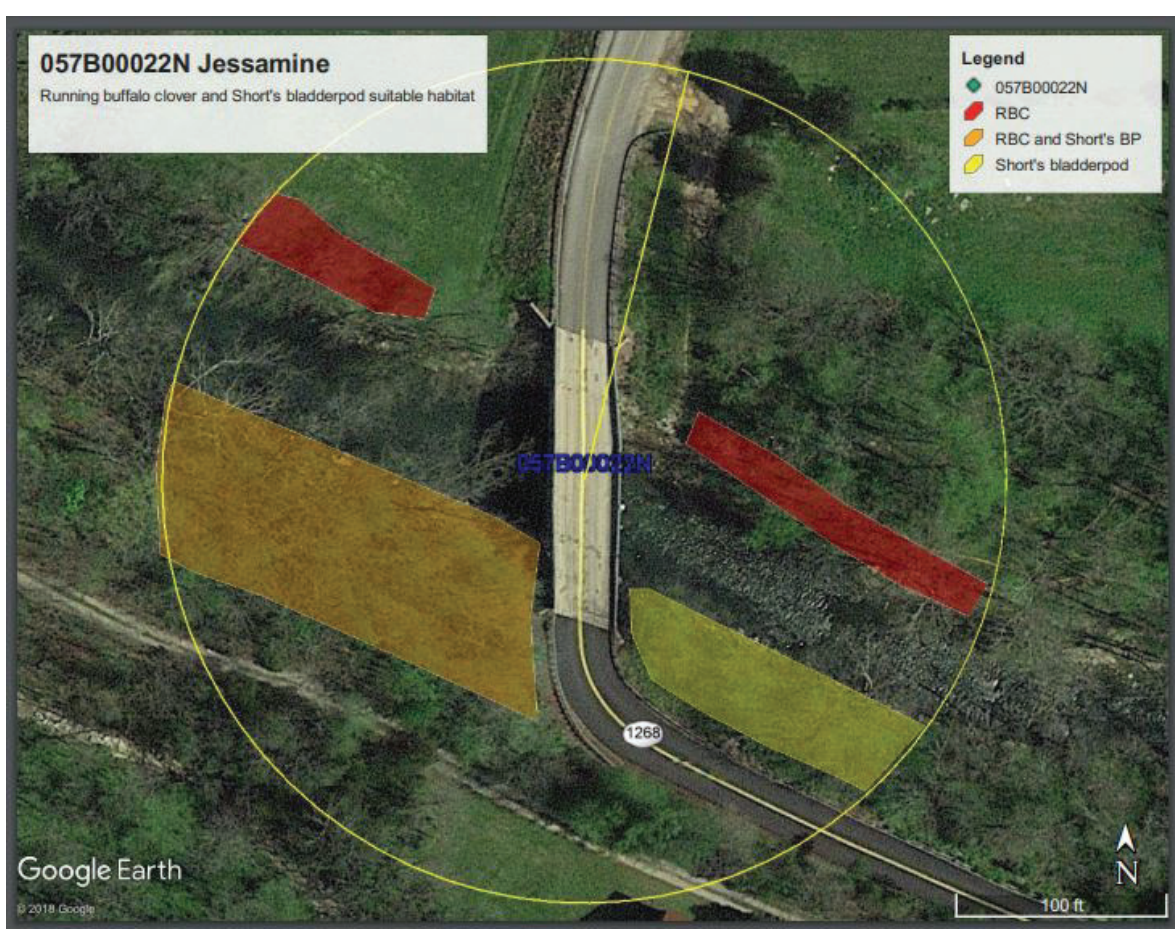 057B00022N Jessamine
Running buffalo clover and Short's bladderpod suitable habitat
Legend
057B00022N
RBC
RBC and Short's BP
Short's bladderpod
057B00022N
1268
Google Earth
© 2018 Google
N
100 ft